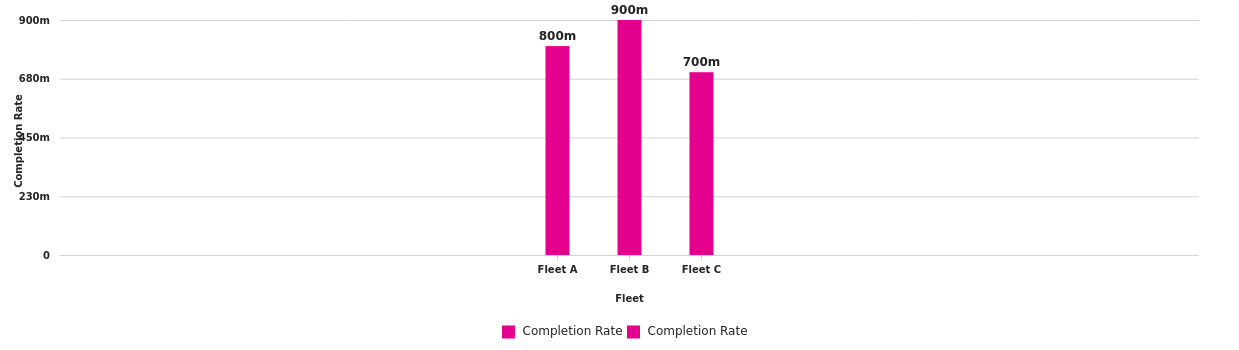 900m
800m
900m
700m
680m
450m
230m
0
Completion Rate
Fleet A Fleet B Fleet C
Fleet
Completion Rate Completion Rate